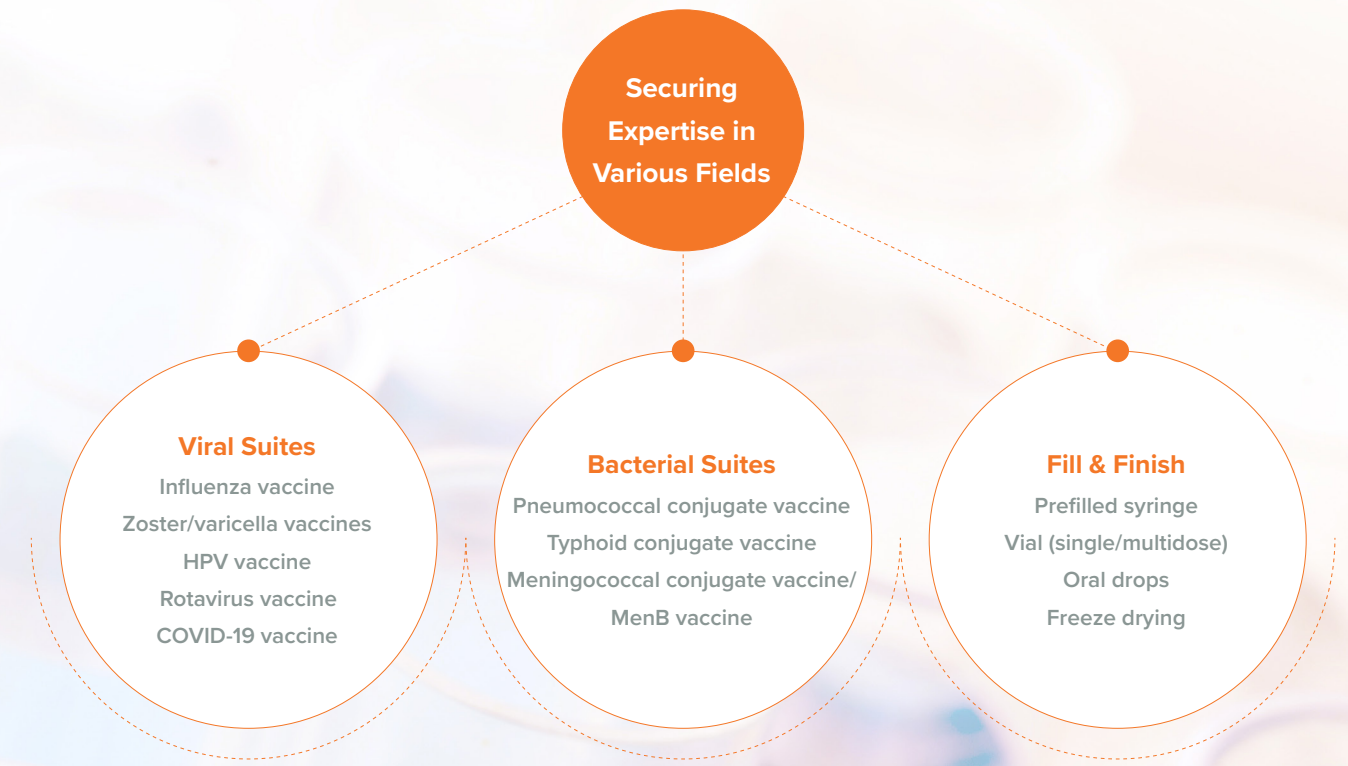 Securing
Expertise in
Various Fields
Viral Suites
Influenza vaccine
Zoster/varicella vaccines
HPV vaccine
Rotavirus vaccine
COVID-19 vaccine
Bacterial Suites
Pneumococcal conjugate vaccine
Typhoid conjugate vaccine
Meningococcal conjugate vaccine/
MenB vaccine
Fill & Finish
Prefilled syringe
Vial (single/multidose)
Oral drops
Freeze drying